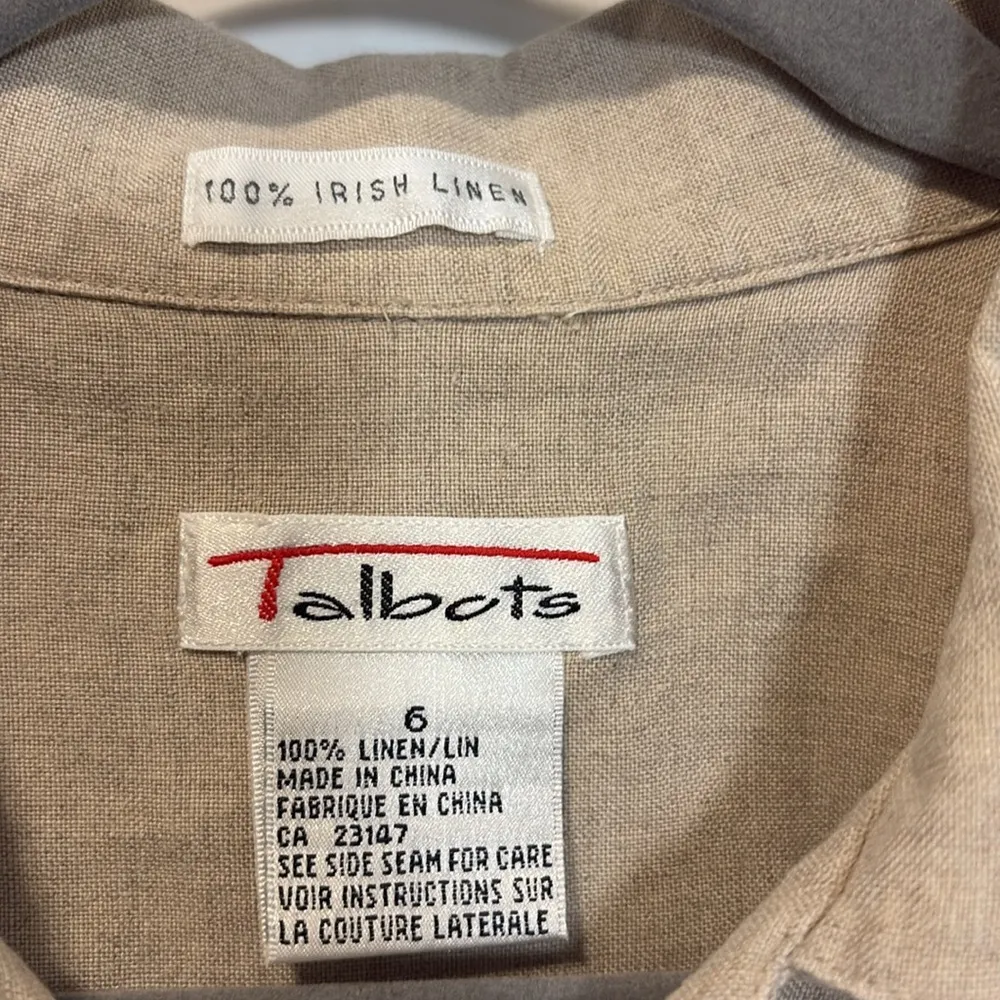 100% IRISH LINEN
Talbots
6
100% LINEN/LIN
MADE IN CHINA
FABRIQUE EN CHINA
CA 23147
SEE SIDE SEAM FOR CARE
VOIR INSTRUCTIONS SUR
LA COUTURE LATERALE